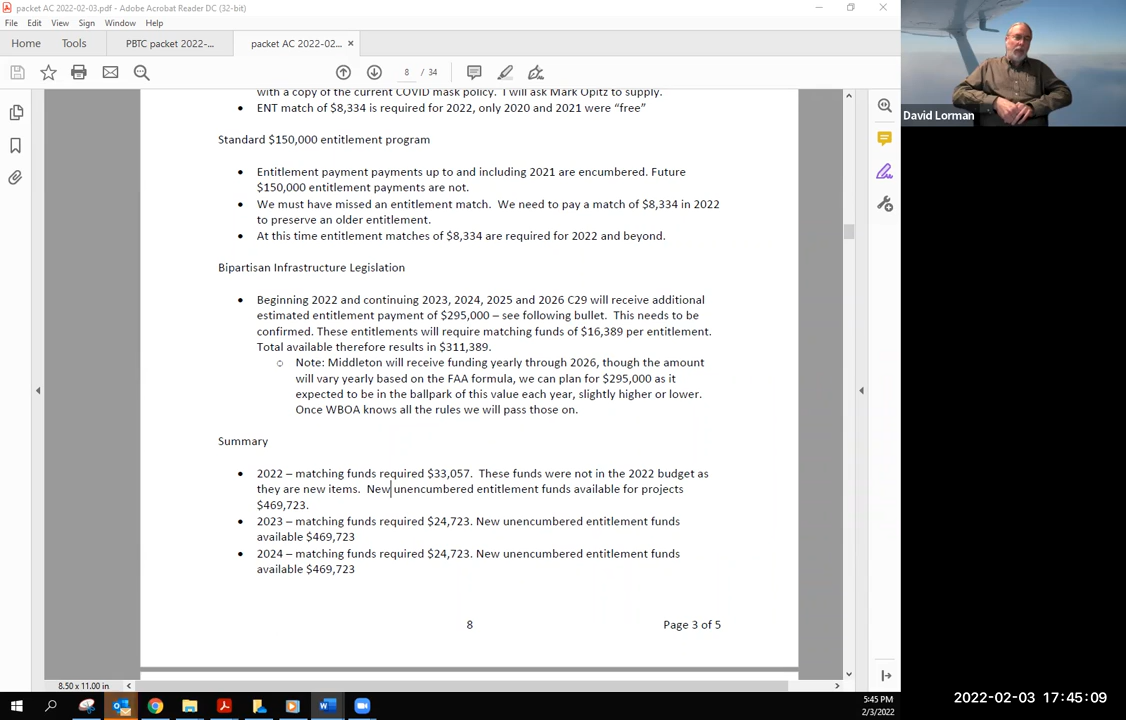 packet AC 2022-02-03.pdf - Adobe Acrobat Reader DC (32-bit)
File Edit View Sign Window Help
Home Tools PBTC packet 2022-... packet AC 2022-02... ×
8 / 34
with a copy of the current COVID mask policy. I will ask Mark Opitz to supply.
• ENT match of $8,334 is required for 2022, only 2020 and 2021 were “free”
Standard $150,000 entitlement program
• Entitlement payment payments up to and including 2021 are encumbered. Future
$150,000 entitlement payments are not.
• We must have missed an entitlement match. We need to pay a match of $8,334 in 2022
to preserve an older entitlement.
• At this time entitlement matches of $8,334 are required for 2022 and beyond.
Bipartisan Infrastructure Legislation
• Beginning 2022 and continuing 2023, 2024, 2025 and 2026 C29 will receive additional
estimated entitlement payment of $295,000 – see following bullet. This needs to be
confirmed. These entitlements will require matching funds of $16,389 per entitlement.
Total available therefore results in $311,389.
○ Note: Middleton will receive funding yearly through 2026, though the amount
will vary yearly based on the FAA formula, we can plan for $295,000 as it
expected to be in the ballpark of this value each year, slightly higher or lower.
Once WBOA knows all the rules we will pass those on.
Summary
• 2022 – matching funds required $33,057. These funds were not in the 2022 budget as
they are new items. New unencumbered entitlement funds available for projects
$469,723.
• 2023 – matching funds required $24,723. New unencumbered entitlement funds
available $469,723
• 2024 – matching funds required $24,723. New unencumbered entitlement funds
available $469,723
8 Page 3 of 5
8.50 x 11.00 in
David Lorman
5:45 PM
2/3/2022
2022-02-03 17:45:09